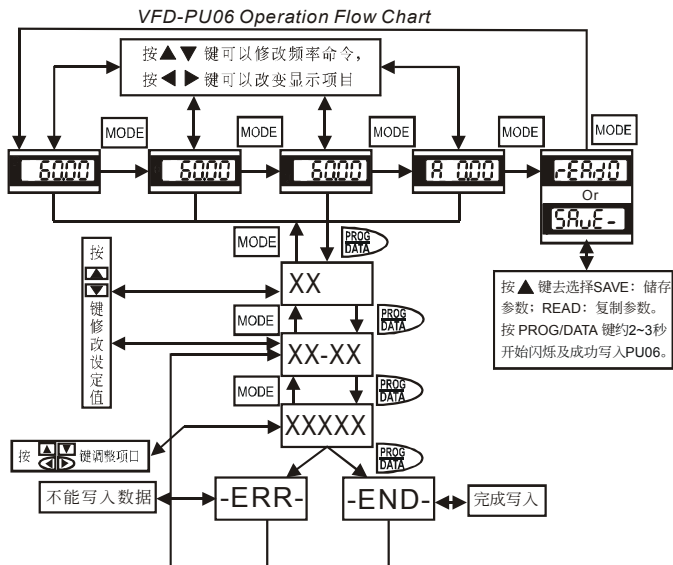 VFD-PU06 Operation Flow Chart
按▲▼ 键可以修改频率命令，
按◀ ▶ 键可以改变显示项目
MODE
MODE
MODE
MODE
MODE
60.00
60.00
60.00
A 0.00
rEAd0
Or
SAuE-
MODE
PROG
DATA
按
▲
▼
键
修
改
设
定
值
XX
按 ▲ 键去选择SAVE：储存
参数；READ：复制参数。
按 PROG/DATA 键约2~3秒
开始闪烁及成功写入PU06。
MODE
PROG
DATA
XX-XX
MODE
PROG
DATA
XXXXX
按 ▲▼◀▶ 键调整项口
PROG
DATA
不能写入数据
-ERR-
-END-
完成写入